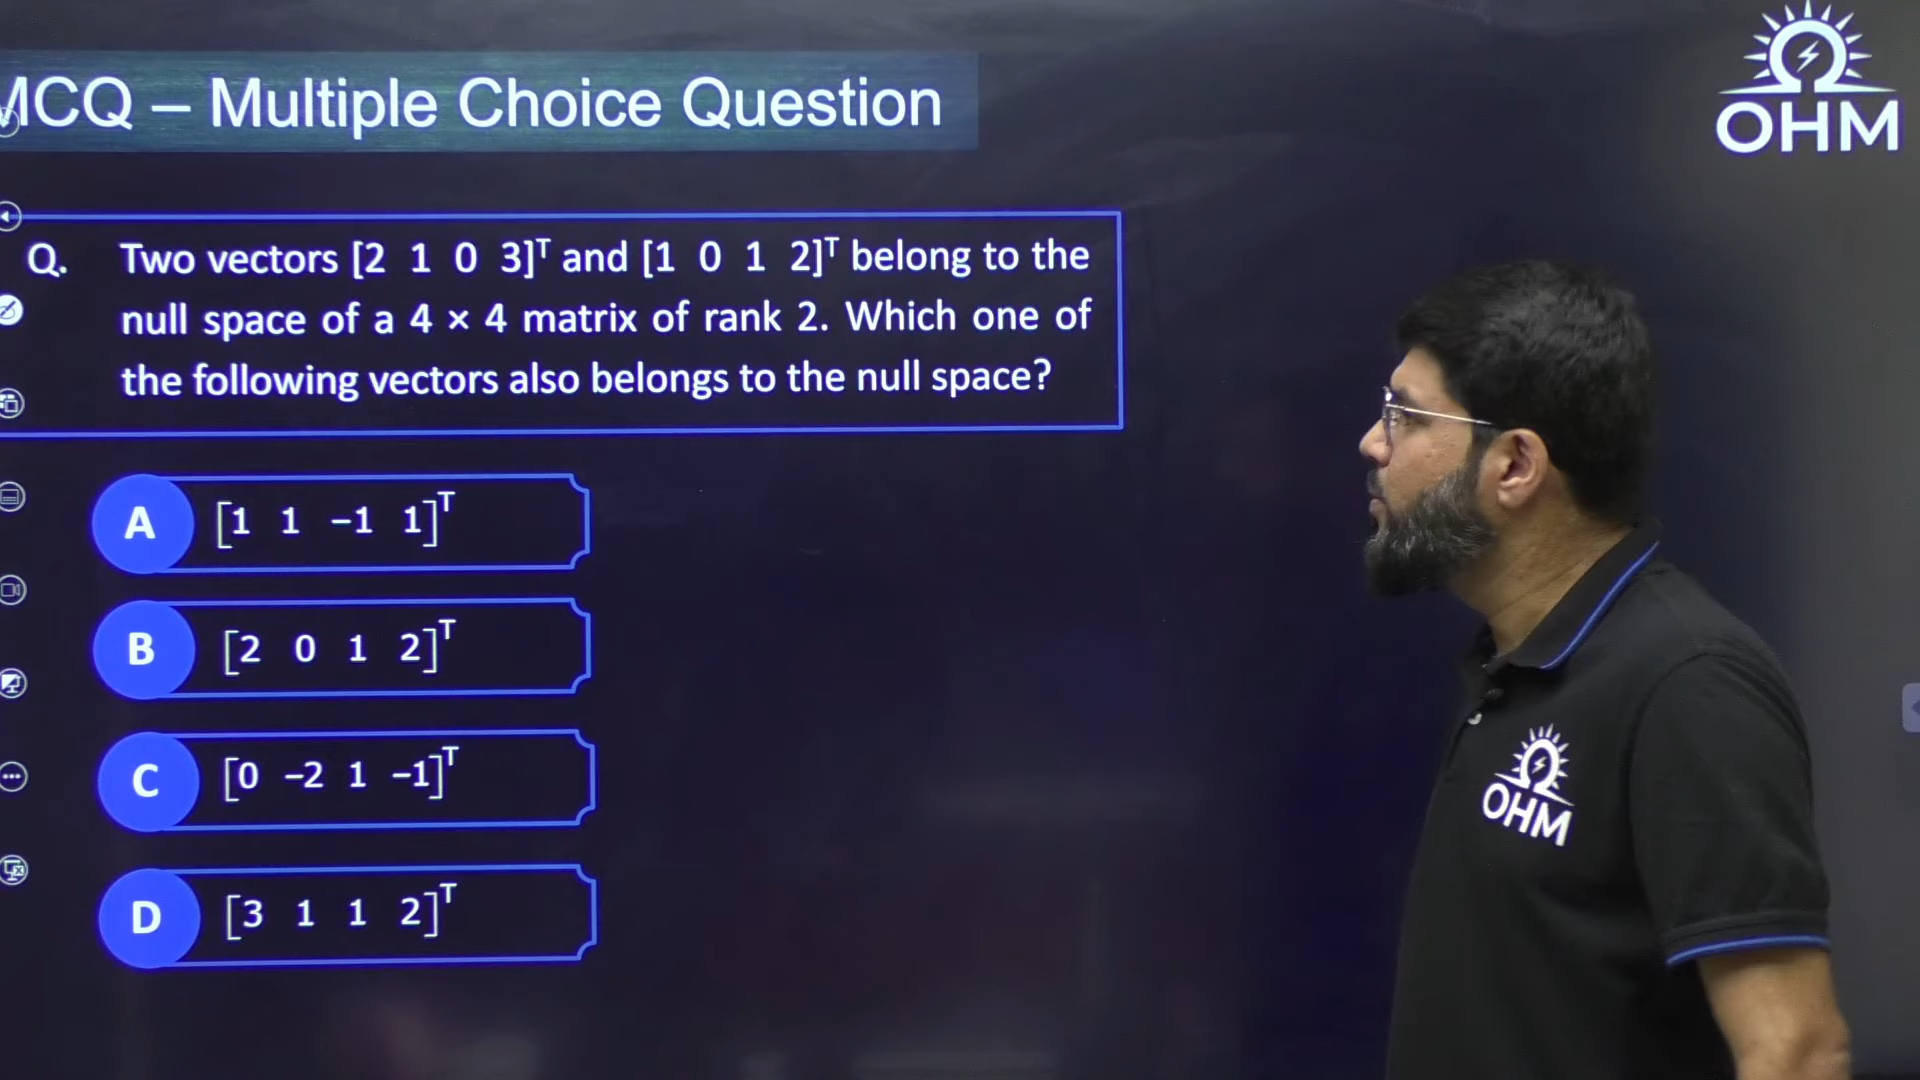 MCQ – Multiple Choice Question
OHM
Q. Two vectors [2 1 0 3]ᵀ and [1 0 1 2]ᵀ belong to the
null space of a 4 × 4 matrix of rank 2. Which one of
the following vectors also belongs to the null space?
A [1 1 −1 1]ᵀ
B [2 0 1 2]ᵀ
C [0 −2 1 −1]ᵀ
D [3 1 1 2]ᵀ
OHM